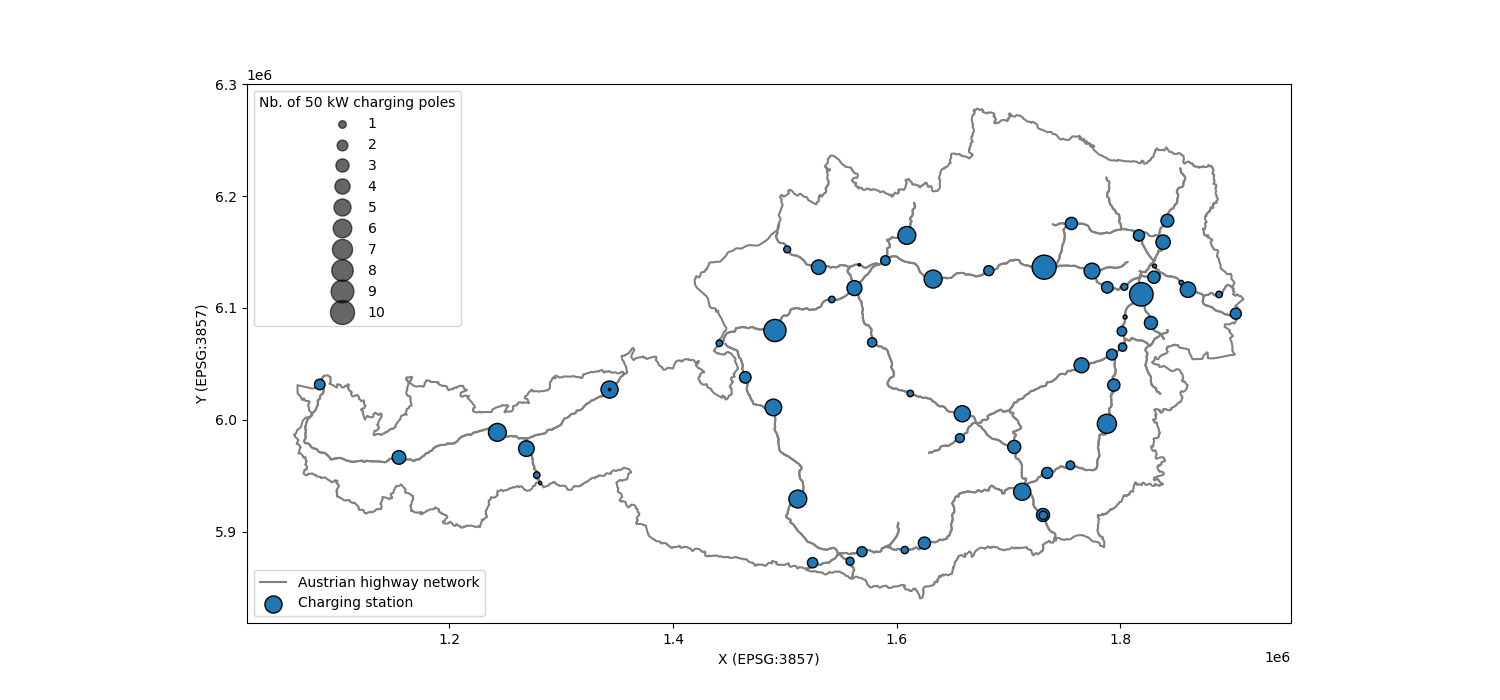 1e6
6.3
Nb. of 50 kW charging poles
1
2
3
4
5
6
7
8
9
10
6.2
6.1
6.0
5.9
Y (EPSG:3857)
Austrian highway network
Charging station
1.2
1.4
1.6
1.8
X (EPSG:3857)
1e6